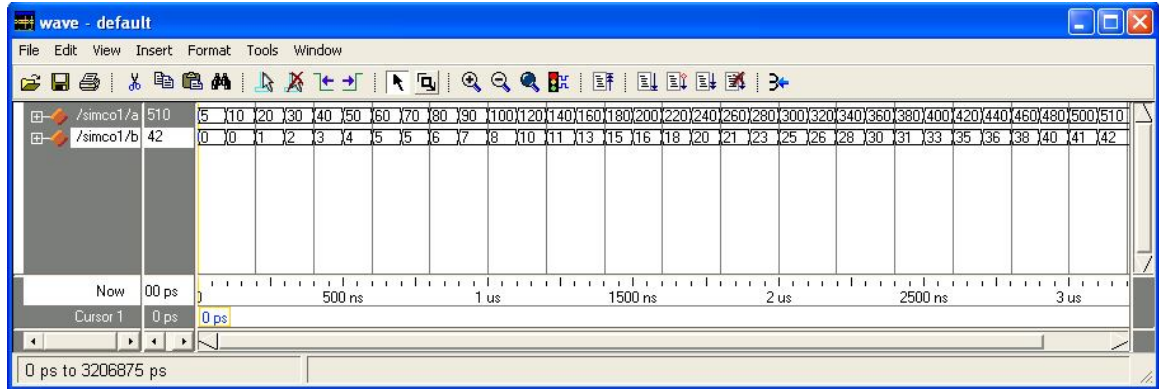 wave - default
File Edit View Insert Format Tools Window
/simco1/a 510 5 10 20 30 40 50 60 70 80 90 100 120 140 160 180 200 220 240 260 280 300 320 340 360 380 400 420 440 460 480 500 510
/simco1/b 42 0 0 1 2 3 4 5 5 6 7 8 10 11 13 15 16 18 20 21 23 25 26 28 30 31 33 35 36 38 40 41 42
Now 00 ps 500 ns 1 us 1500 ns 2 us 2500 ns 3 us
Cursor 1 0 ps 0 ps
0 ps to 3206875 ps